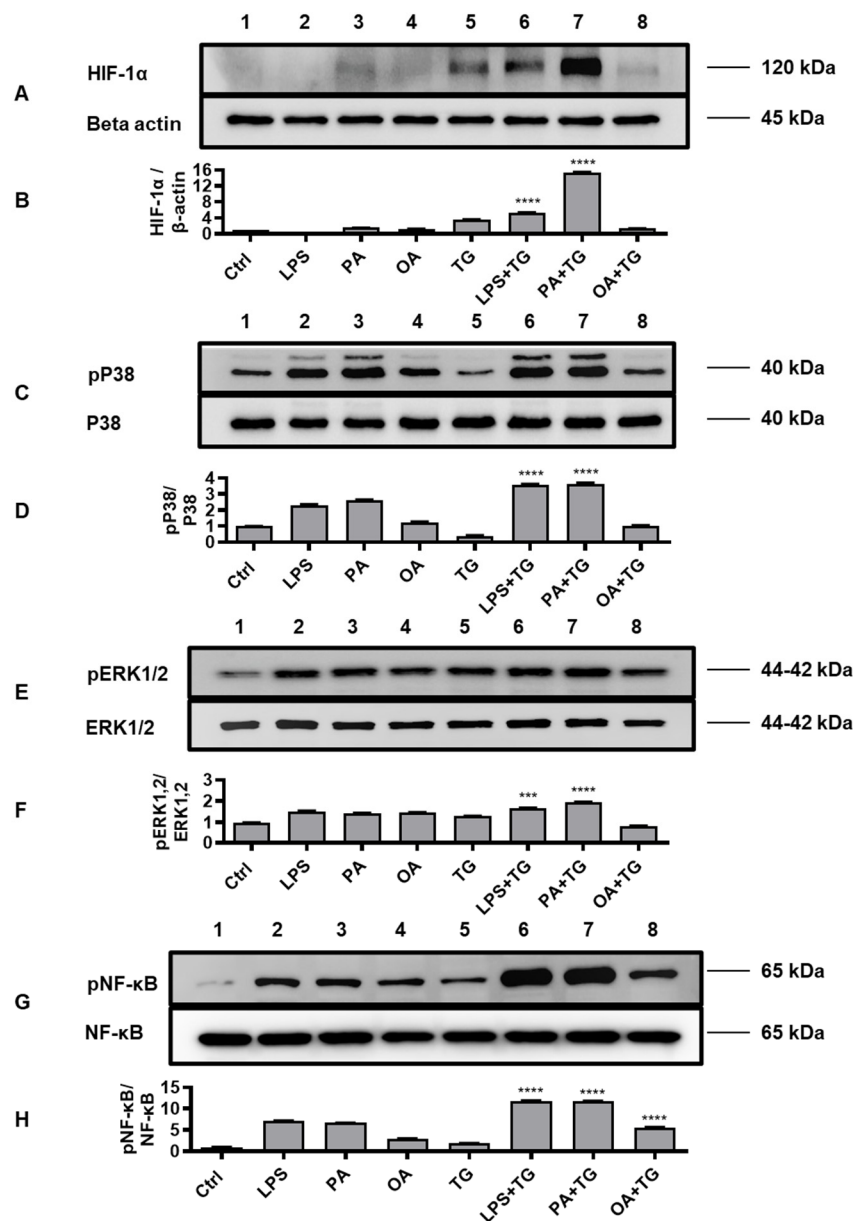 1 2 3 4 5 6 7 8
A
HIF-1α
120 kDa
Beta actin
45 kDa
B
HIF-1α /
β-actin
16
12
8
4
0
****
****
Ctrl
LPS
PA
OA
TG
LPS+TG
PA+TG
OA+TG
1 2 3 4 5 6 7 8
C
pP38
40 kDa
P38
40 kDa
D
pP38/
P38
4
3
2
1
0
****
****
Ctrl
LPS
PA
OA
TG
LPS+TG
PA+TG
OA+TG
1 2 3 4 5 6 7 8
E
pERK1/2
44-42 kDa
ERK1/2
44-42 kDa
F
pERK1,2/
ERK1,2
3
2
1
0
***
****
Ctrl
LPS
PA
OA
TG
LPS+TG
PA+TG
OA+TG
1 2 3 4 5 6 7 8
G
pNF-κB
65 kDa
NF-κB
65 kDa
H
pNF-κB/
NF-κB
15
10
5
0
****
****
****
Ctrl
LPS
PA
OA
TG
LPS+TG
PA+TG
OA+TG